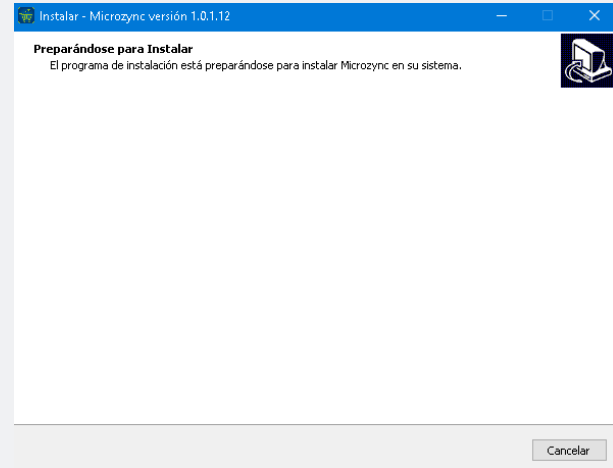 Instalar - Microzync versión 1.0.1.12
Preparándose para Instalar
El programa de instalación está preparándose para instalar Microzync en su sistema.
Cancelar